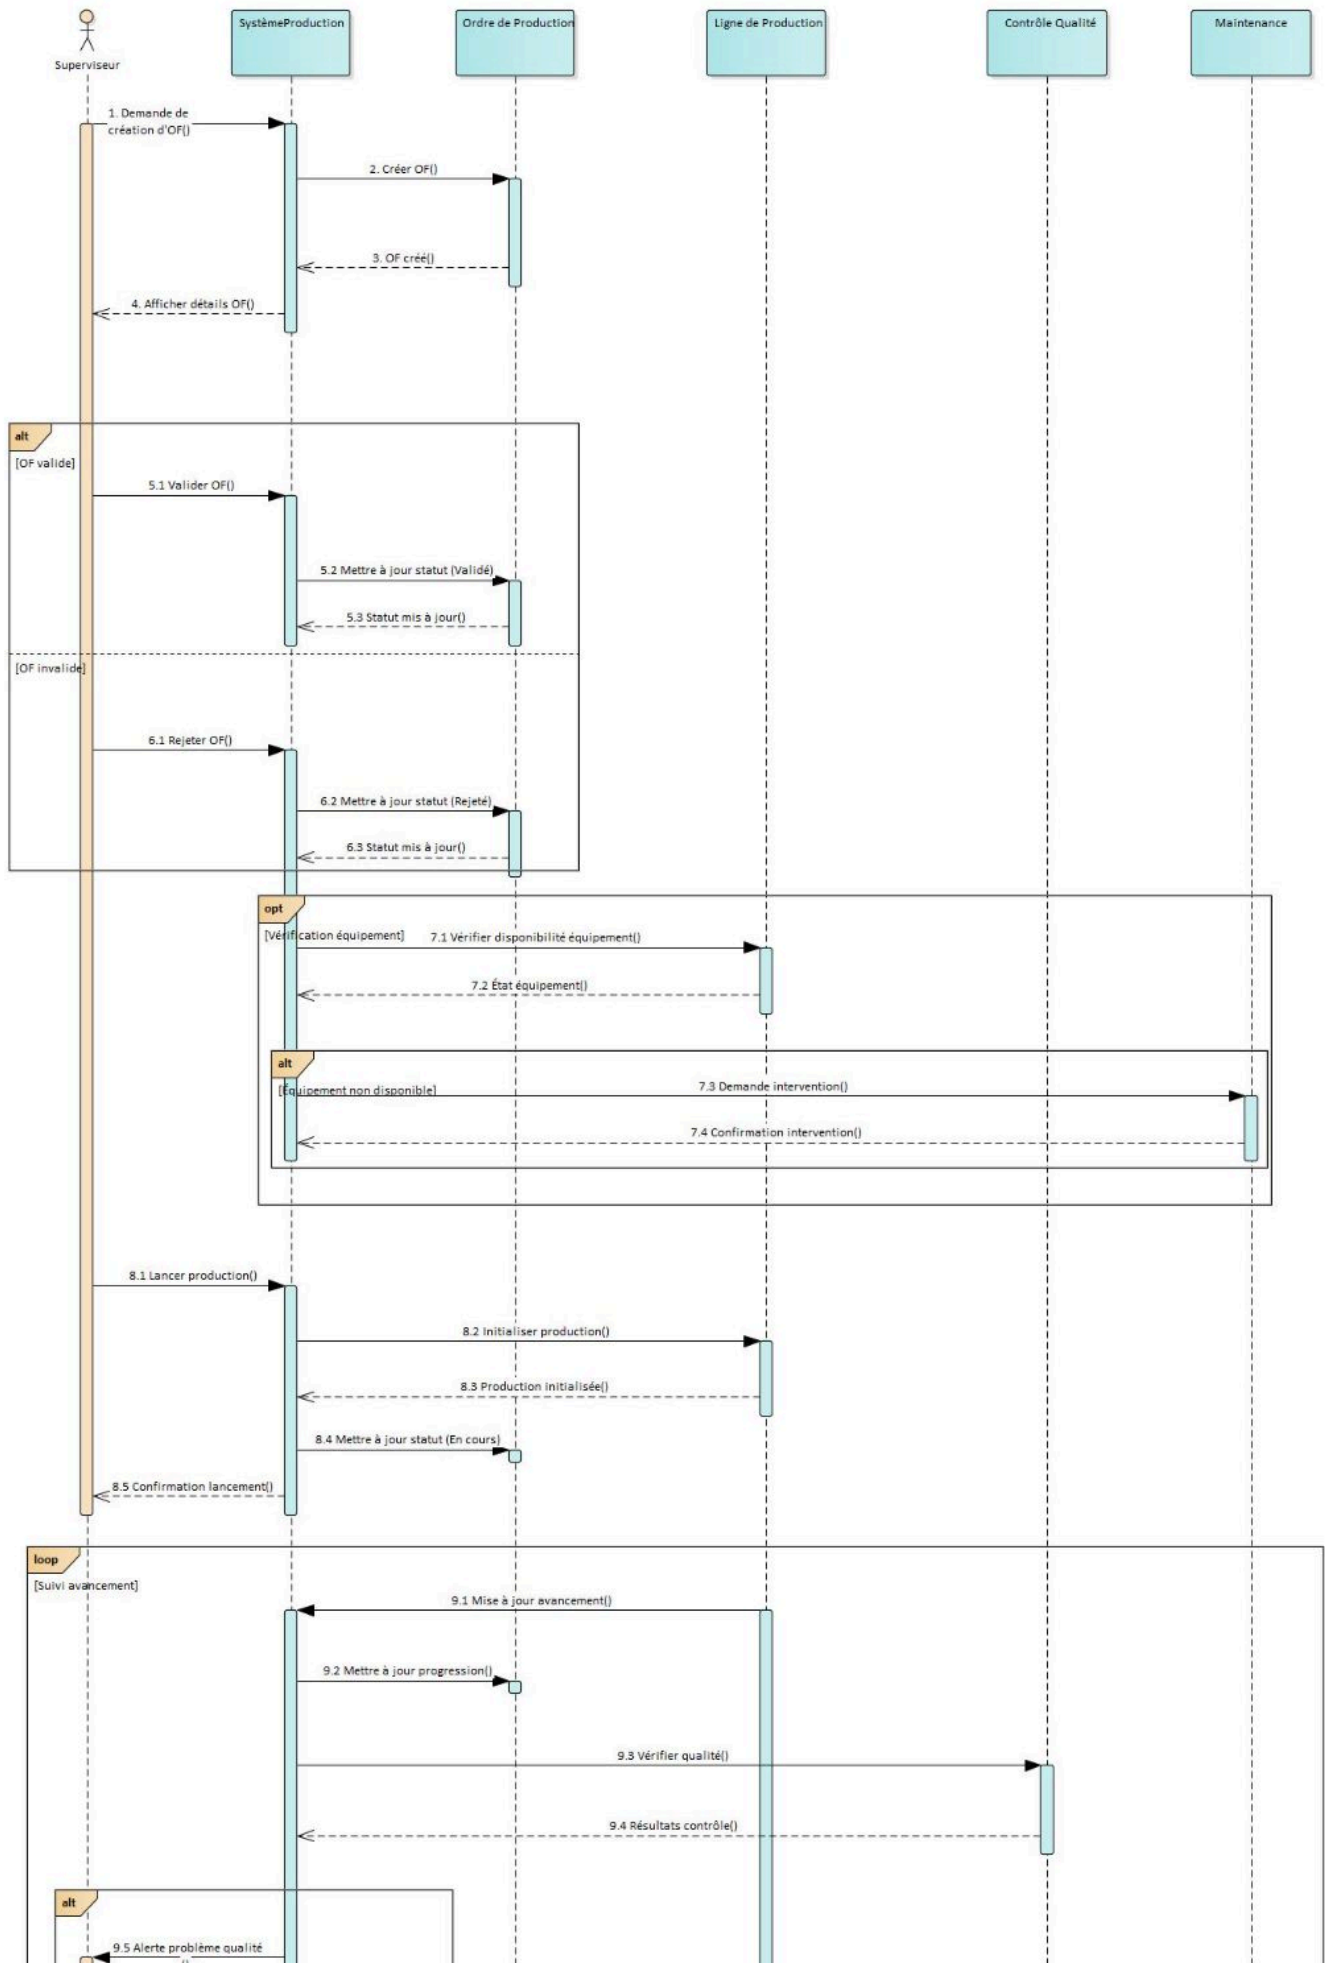 SystèmeProduction
Ordre de Production
Ligne de Production
Contrôle Qualité
Maintenance
Superviseur
1. Demande de
création d'OF()
2. Créer OF()
3. OF créé()
4. Afficher détails OF()
alt
[OF valide]
5.1 Valider OF()
5.2 Mettre à jour statut (Validé)
5.3 Statut mis à jour()
[OF invalide]
6.1 Rejeter OF()
6.2 Mettre à jour statut (Rejeté)
6.3 Statut mis à jour()
opt
[Vérification équipement]
7.1 Vérifier disponibilité équipement()
7.2 État équipement()
alt
[Équipement non disponible]
7.3 Demande intervention()
7.4 Confirmation intervention()
8.1 Lancer production()
8.2 Initialiser production()
8.3 Production initialisée()
8.4 Mettre à jour statut (En cours)
8.5 Confirmation lancement()
loop
[Suivi avancement]
9.1 Mise à jour avancement()
9.2 Mettre à jour progression()
9.3 Vérifier qualité()
9.4 Résultats contrôle()
alt
9.5 Alerte problème qualité
()